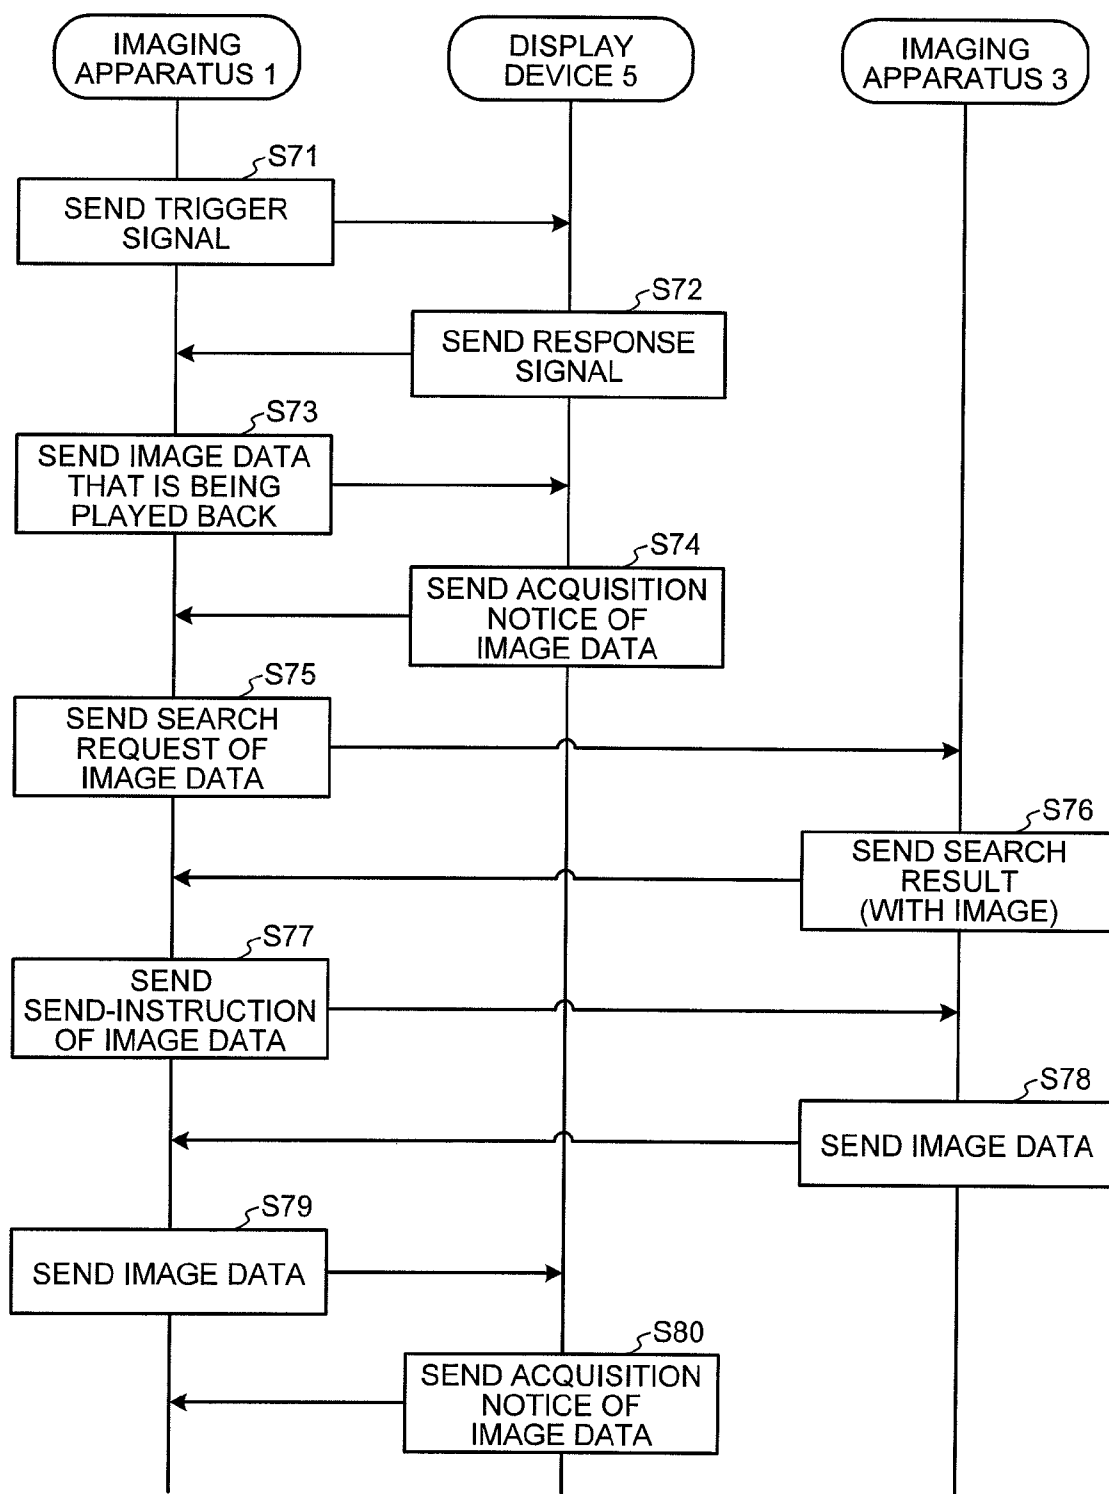 IMAGING
APPARATUS 1
DISPLAY
DEVICE 5
IMAGING
APPARATUS 3
S71
SEND TRIGGER
SIGNAL
S72
SEND RESPONSE
SIGNAL
S73
SEND IMAGE DATA
THAT IS BEING
PLAYED BACK
S74
SEND ACQUISITION
NOTICE OF
IMAGE DATA
S75
SEND SEARCH
REQUEST OF
IMAGE DATA
S76
SEND SEARCH
RESULT
(WITH IMAGE)
S77
SEND
SEND-INSTRUCTION
OF IMAGE DATA
S78
SEND IMAGE DATA
S79
SEND IMAGE DATA
S80
SEND ACQUISITION
NOTICE OF
IMAGE DATA